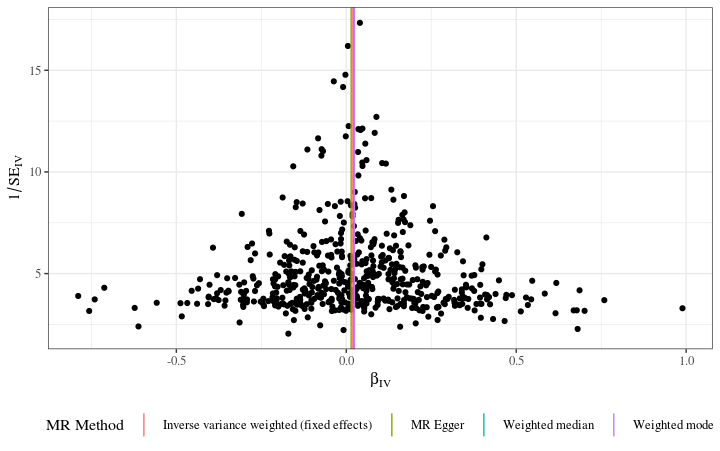 1/SE_IV
15
10
5
-0.5 0.0 0.5 1.0
β_IV
MR Method Inverse variance weighted (fixed effects) MR Egger Weighted median Weighted mode